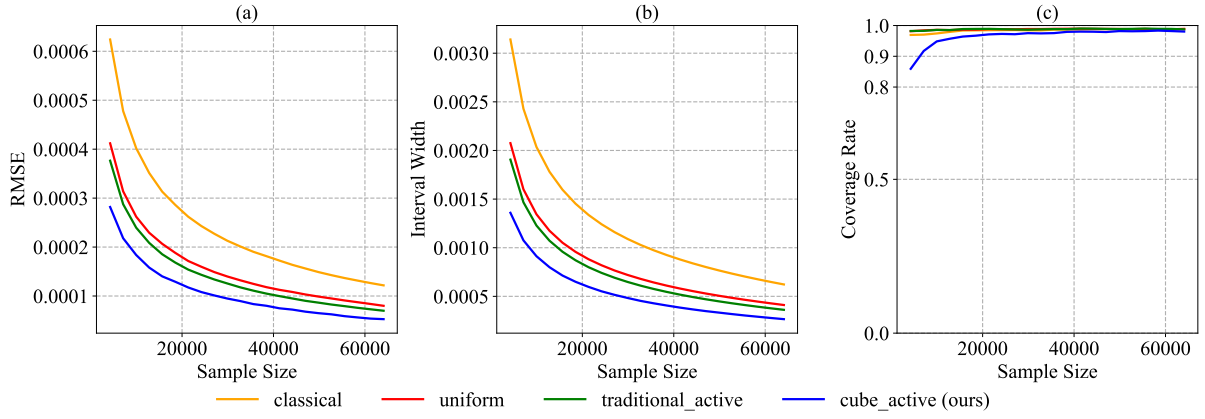 (a)
(b)
(c)
RMSE
0.0006
0.0005
0.0004
0.0003
0.0002
0.0001
20000 40000 60000
Sample Size
Interval Width
0.0030
0.0025
0.0020
0.0015
0.0010
0.0005
20000 40000 60000
Sample Size
Coverage Rate
1.0
0.9
0.8
0.5
0.0
20000 40000 60000
Sample Size
classical uniform traditional_active cube_active (ours)